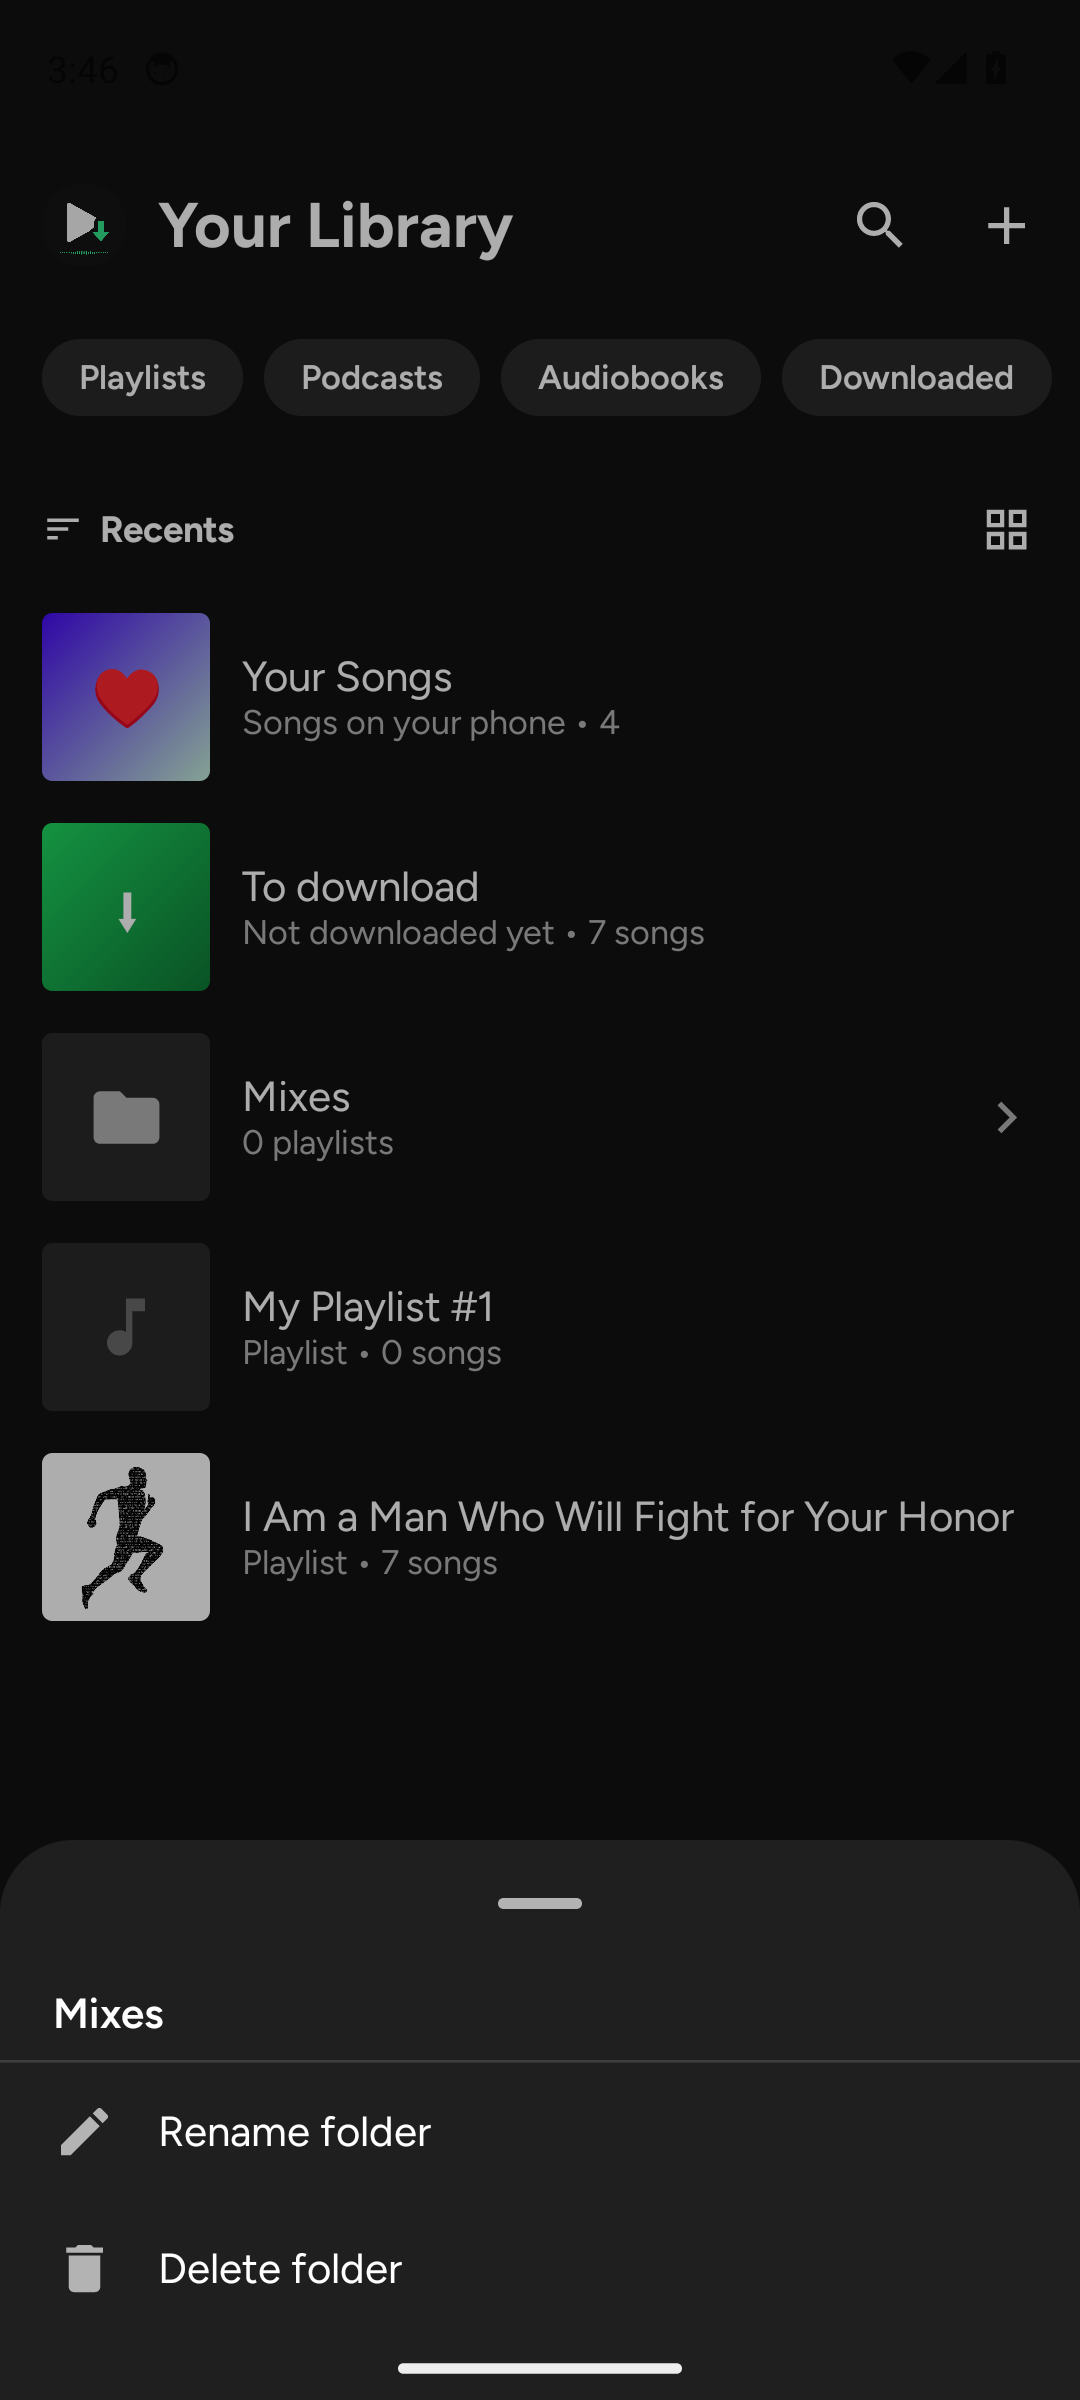 3:46
Your Library
Playlists
Podcasts
Audiobooks
Downloaded
Recents
Your Songs
Songs on your phone • 4
To download
Not downloaded yet • 7 songs
Mixes
0 playlists
My Playlist #1
Playlist • 0 songs
I Am a Man Who Will Fight for Your Honor
Playlist • 7 songs
Mixes
Rename folder
Delete folder